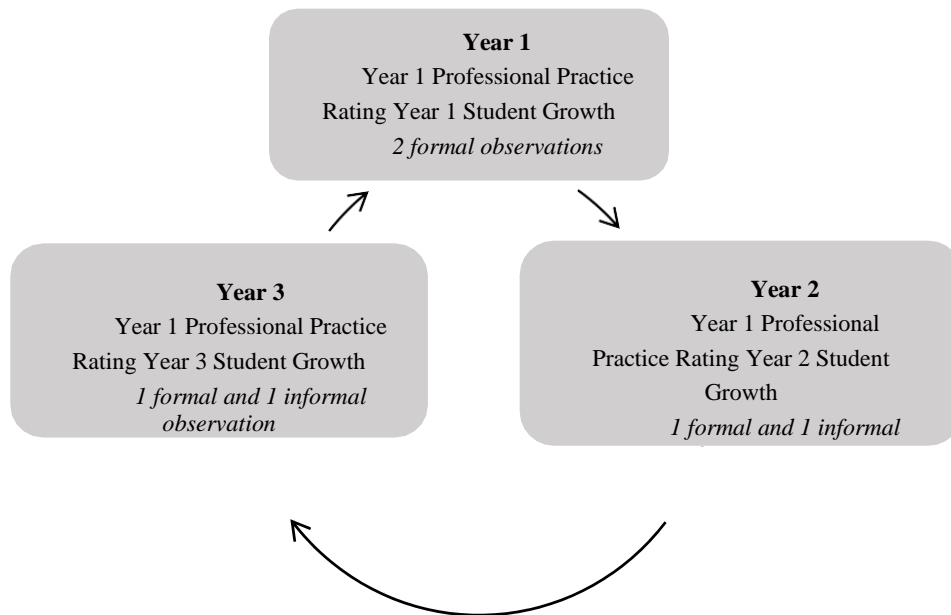 Year 1
Year 1 Professional Practice
Rating Year 1 Student Growth
2 formal observations
Year 3
Year 1 Professional Practice
Rating Year 3 Student Growth
1 formal and 1 informal
observation
Year 2
Year 1 Professional
Practice Rating Year 2 Student
Growth
1 formal and 1 informal